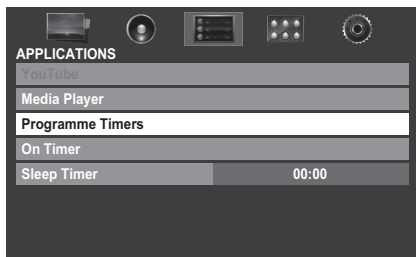 APPLICATIONS
YouTube
Media Player
Programme Timers
On Timer
Sleep Timer 00:00